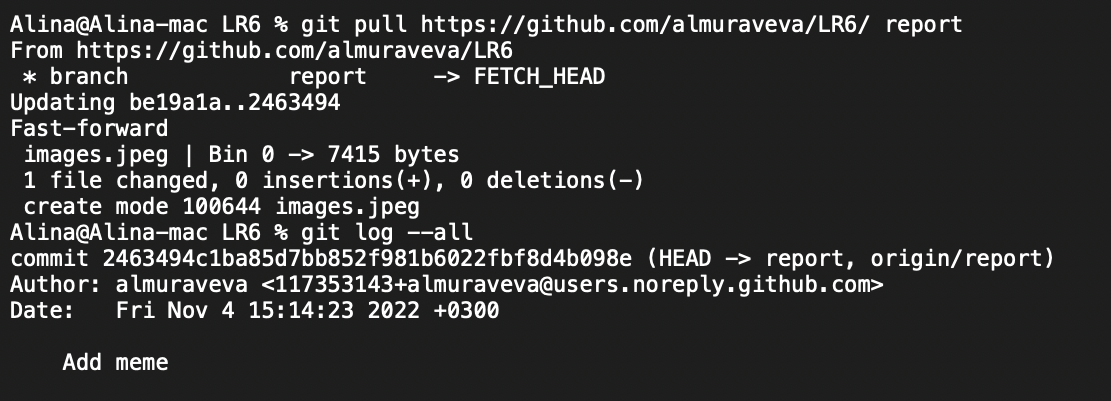 Alina@Alina-mac LR6 % git pull https://github.com/almuraveva/LR6/ report
From https://github.com/almuraveva/LR6
 * branch            report     -> FETCH_HEAD
Updating be19a1a..2463494
Fast-forward
 images.jpeg | Bin 0 -> 7415 bytes
 1 file changed, 0 insertions(+), 0 deletions(-)
 create mode 100644 images.jpeg
Alina@Alina-mac LR6 % git log --all
commit 2463494c1ba85d7bb852f981b6022fbf8d4b098e (HEAD -> report, origin/report)
Author: almuraveva <117353143+almuraveva@users.noreply.github.com>
Date:   Fri Nov 4 15:14:23 2022 +0300

    Add meme